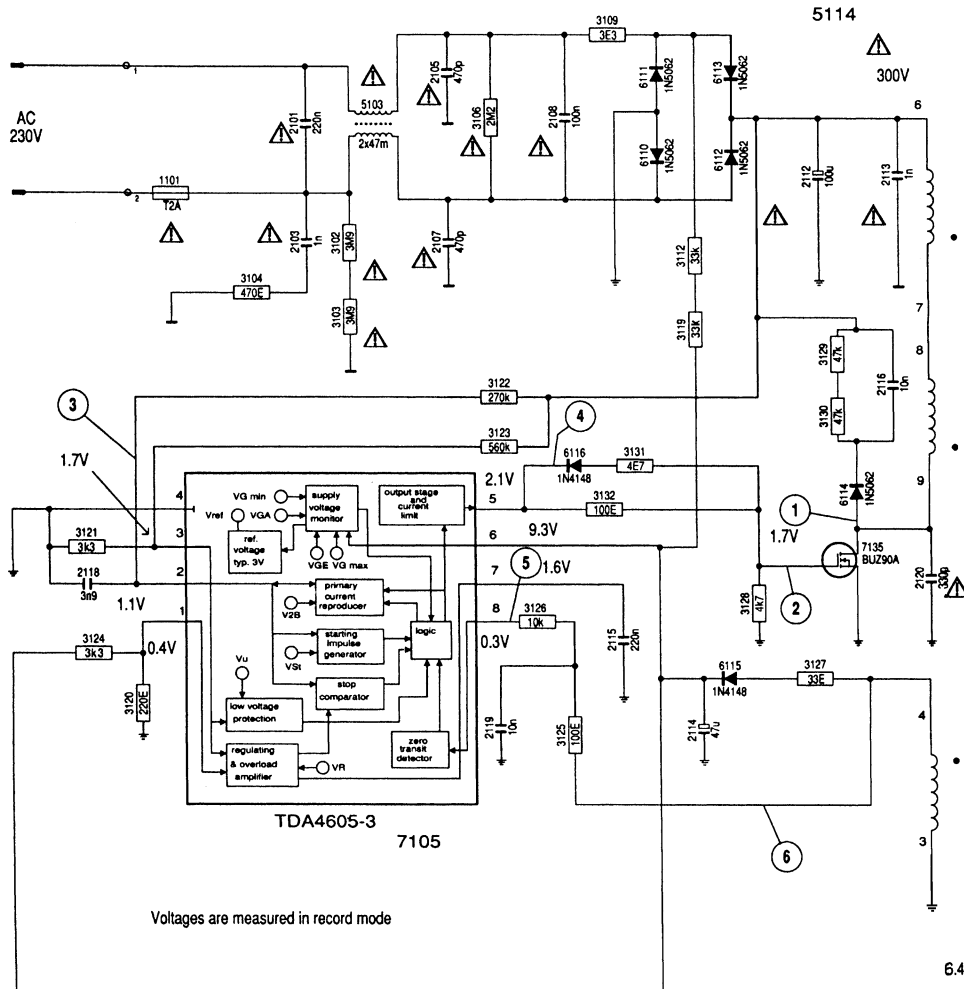 5114
3109
3E3
300V
AC
230V
1
2
1101
T2A
2101
220n
5103
2x47m
2105
470p
3106
2M2
2108
100n
6111
1N5062
6113
1N5062
6110
1N5062
6112
1N5062
2112
100u
2113
1n
6
2103
1n
3102
3M9
2107
470p
3104
470E
3103
3M9
3112
33k
3119
33k
7
8
3129
47k
2116
10n
3130
47k
3122
270k
3
3123
560k
4
6116
1N4148
3131
4E7
9
6114
1N5062
1.7V
2.1V
4
VG min
supply
voltage
monitor
output stage
and
current
limit
5
3132
100E
1
1.7V
Vref
VGA
3121
3k3
3
ref.
voltage
typ. 3V
VGE
VG max
6
9.3V
7135
BUZ90A
2118
3n9
2
1.1V
primary
current
reproducer
V2B
7
5
1.6V
3128
4k7
2
2120
330p
1
8
3126
10k
2115
220n
3124
3k3
0.4V
starting
Impulse
generator
VSt
logic
0.3V
Vu
stop
comparator
6115
1N4148
3127
33E
3120
220E
low voltage
protection
2119
10n
3125
100E
2114
47u
4
regulating
& overload
amplifier
VR
zero
transit
detector
TDA4605-3
7105
6
3
Voltages are measured in record mode
6.4